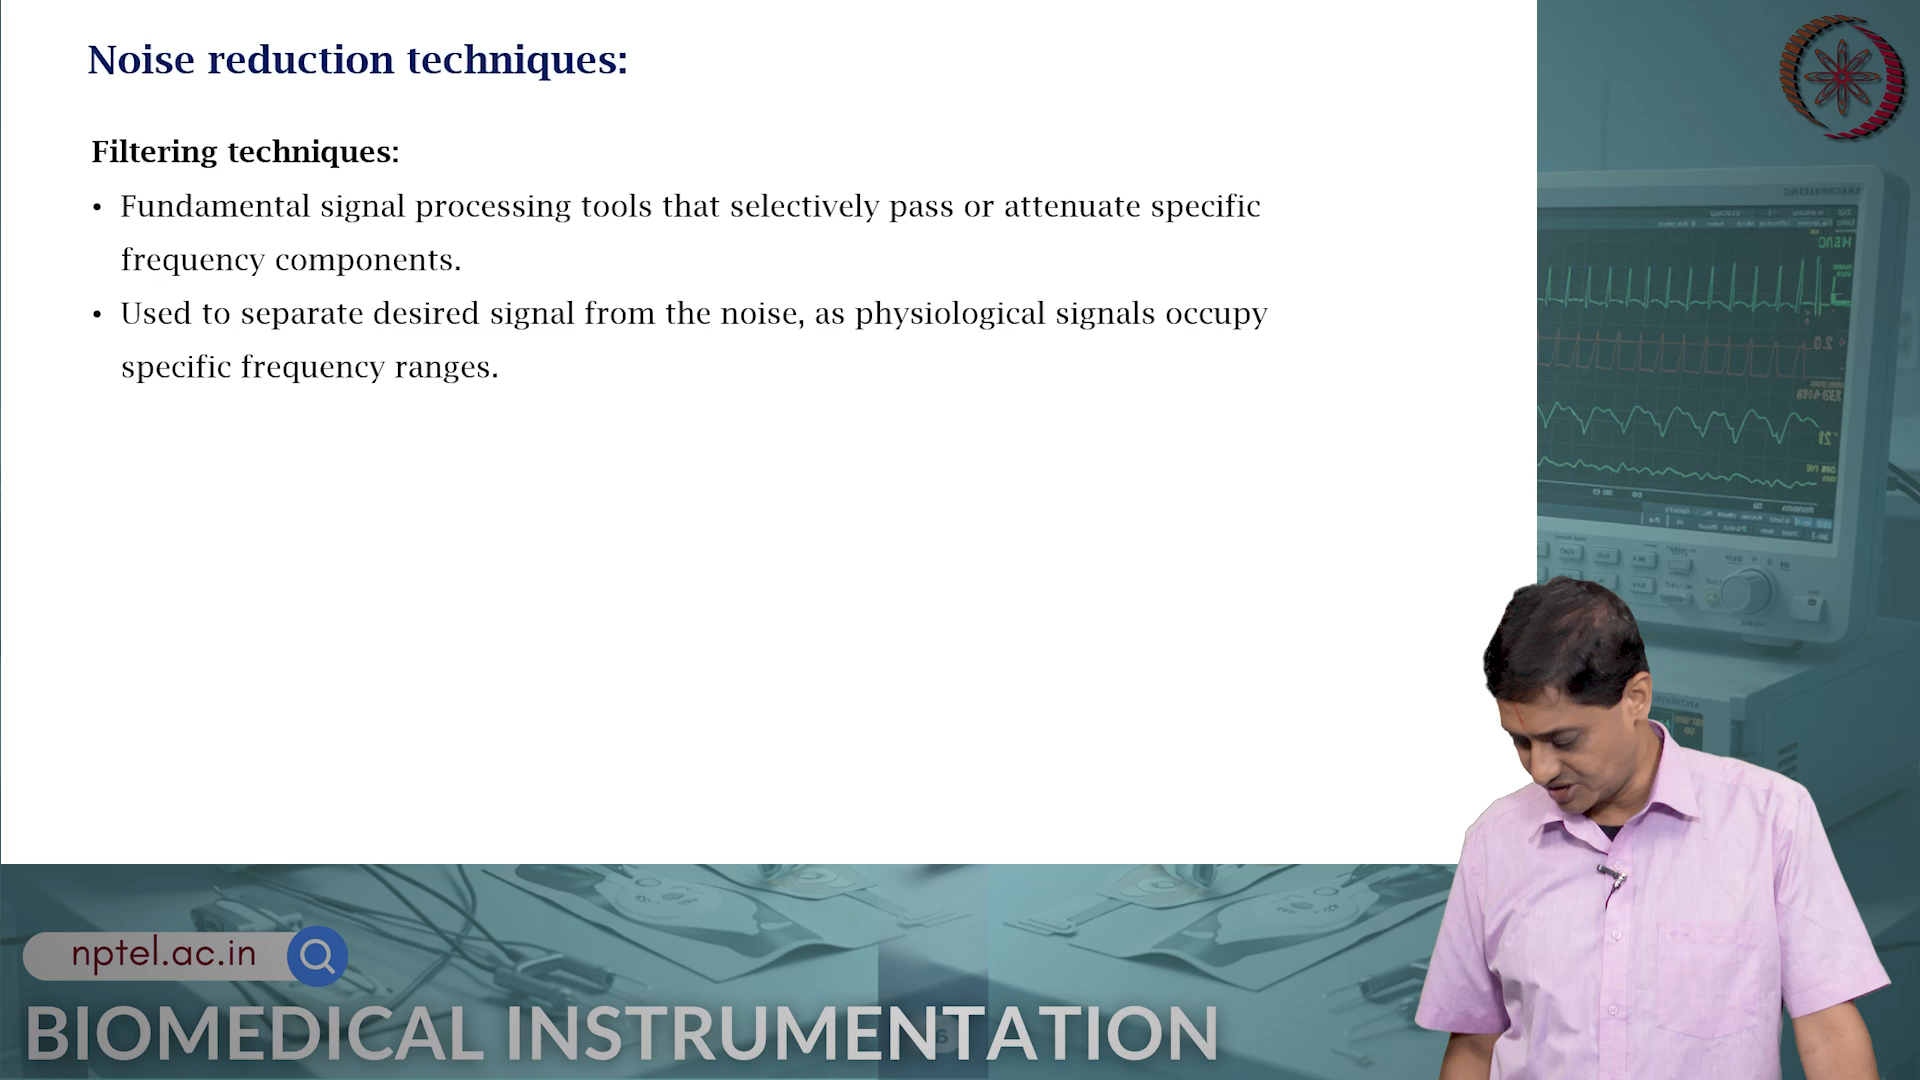 Noise reduction techniques:
Filtering techniques:
• Fundamental signal processing tools that selectively pass or attenuate specific
frequency components.
• Used to separate desired signal from the noise, as physiological signals occupy
specific frequency ranges.
nptel.ac.in
BIOMEDICAL INSTRUMENTATION